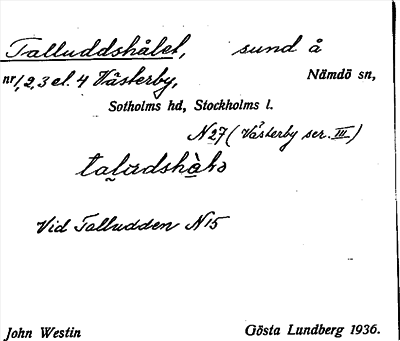 Talluddshålet, sund å
nr 1, 2, 3 el. 4 Västerby, Nämdö sn,
Sotholms hd, Stockholms l.
N27 (Västerby ser. III)
Vid Talludden N15
John Westin Gösta Lundberg 1936.